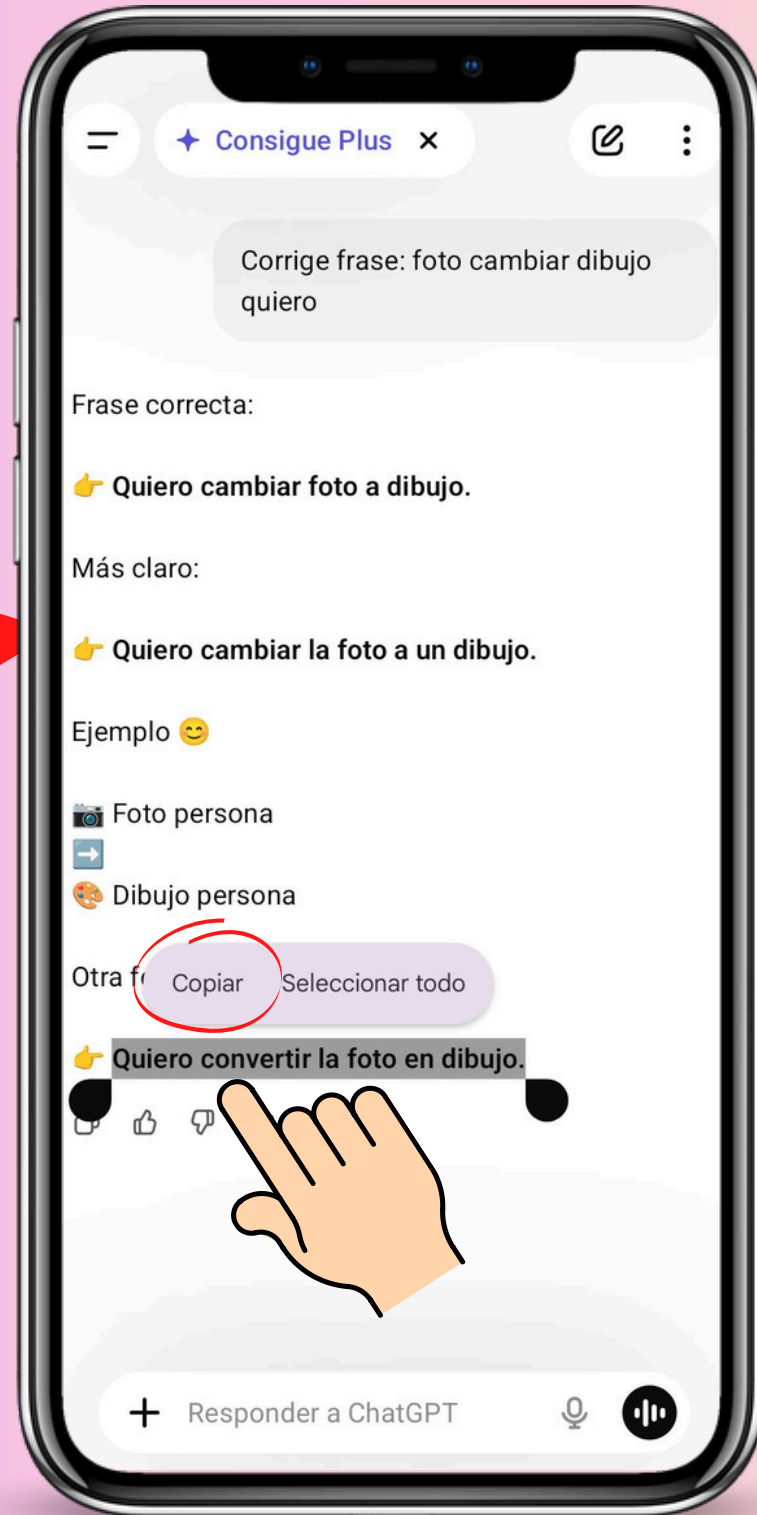 Consigue Plus
Corrige frase: foto cambiar dibujo
quiero
Frase correcta:
👉 Quiero cambiar foto a dibujo.
Más claro:
👉 Quiero cambiar la foto a un dibujo.
Ejemplo 😊
📷 Foto persona
➡️
🎨 Dibujo persona
Otra
Copiar Seleccionar todo
👉 Quiero convertir la foto en dibujo.
Responder a ChatGPT